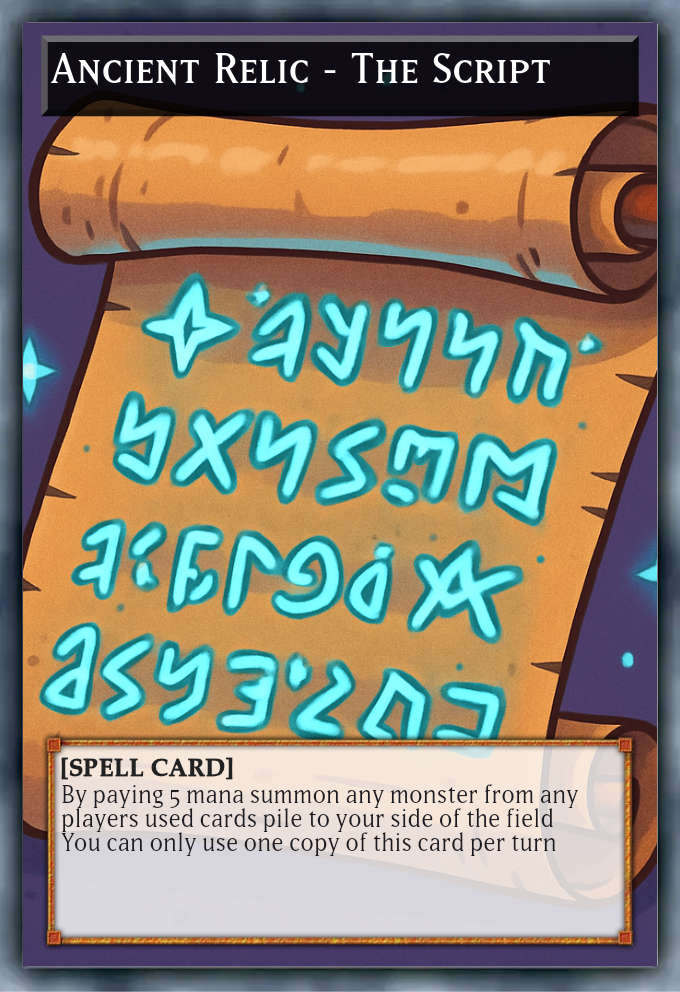 Ancient Relic - The Script
[SPELL CARD]
By paying 5 mana summon any monster from any
players used cards pile to your side of the field
You can only use one copy of this card per turn